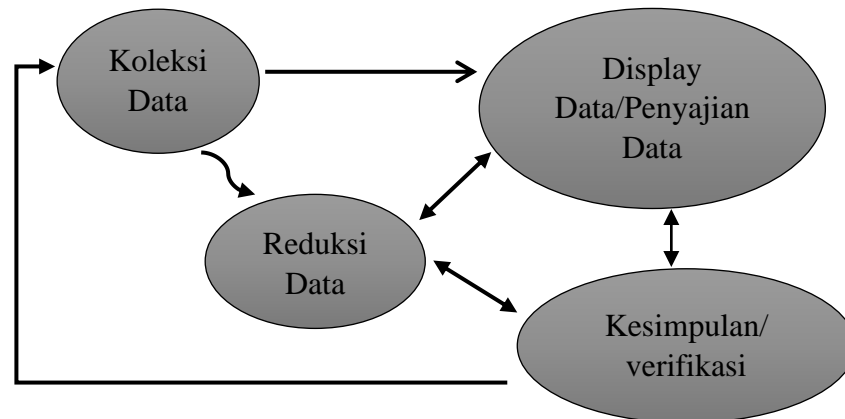 Koleksi
Data
Display
Data/Penyajian
Data
Reduksi
Data
Kesimpulan/
verifikasi